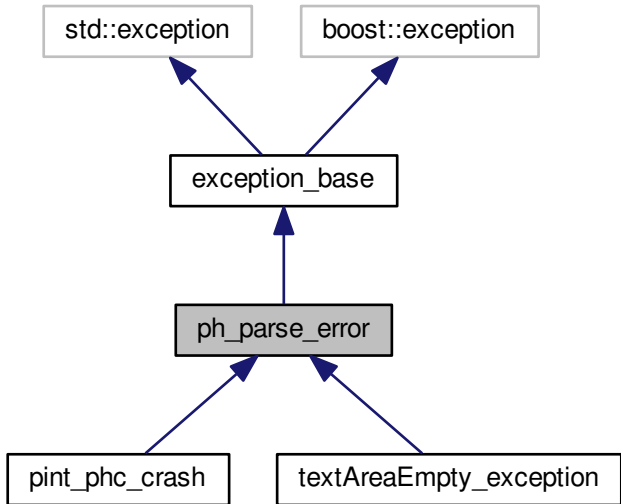 std::exception
boost::exception
exception_base
ph_parse_error
pint_phc_crash
textAreaEmpty_exception